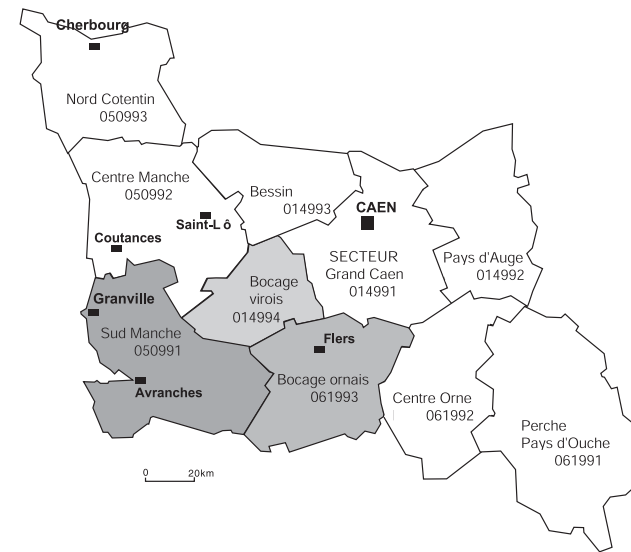 Cherbourg
Nord Cotentin
050993
Centre Manche
050992
Saint-L ô
Coutances
Bessin
014993
CAEN
SECTEUR
Grand Caen
014991
Pays d'Auge
014992
Bocage
virois
014994
Granville
Sud Manche
050991
Avranches
Flers
Bocage ornais
061993
Centre Orne
061992
Perche
Pays d'Ouche
061991
0 20km